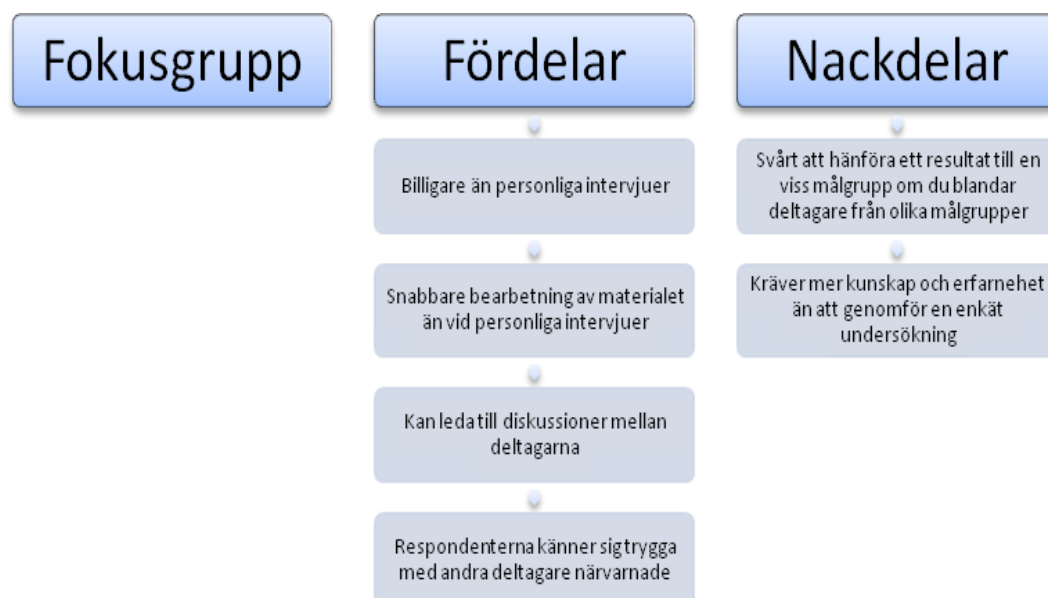 Fokusgrupp
Fördelar
Billigare än personliga intervjuer
Snabbare bearbetning av materialet
än vid personliga intervjuer
Kan leda till diskussioner mellan
deltagarna
Respondenterna känner sig trygga
med andra deltagare närvarnade
Nackdelar
Svårt att hänföra ett resultat till en
viss målgrupp om du blandar
deltagare från olika målgrupper
Kräver mer kunskap och erfarnehet
än att genomför en enkät
undersökning